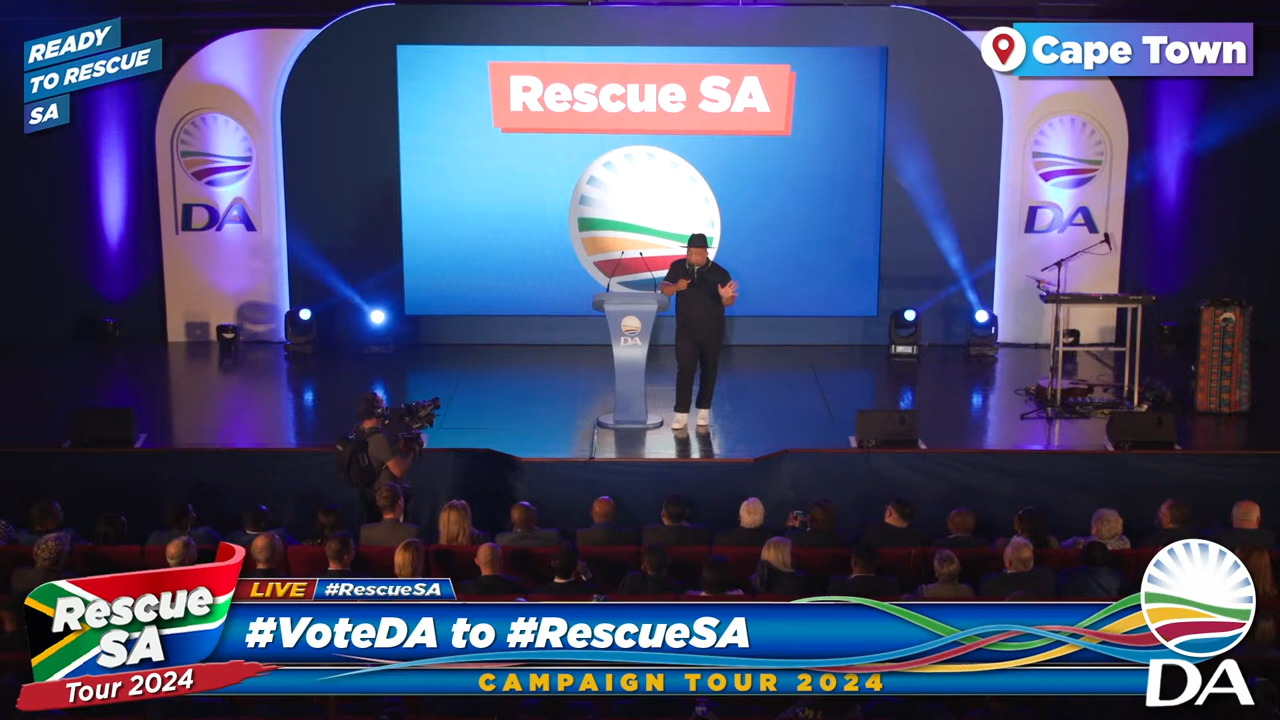 READY
TO RESCUE
SA
Cape Town
Rescue SA
DA
DA
DA
LIVE
#RescueSA
Rescue
SA
Tour 2024
#VoteDA to #RescueSA
CAMPAIGN TOUR 2024
DA